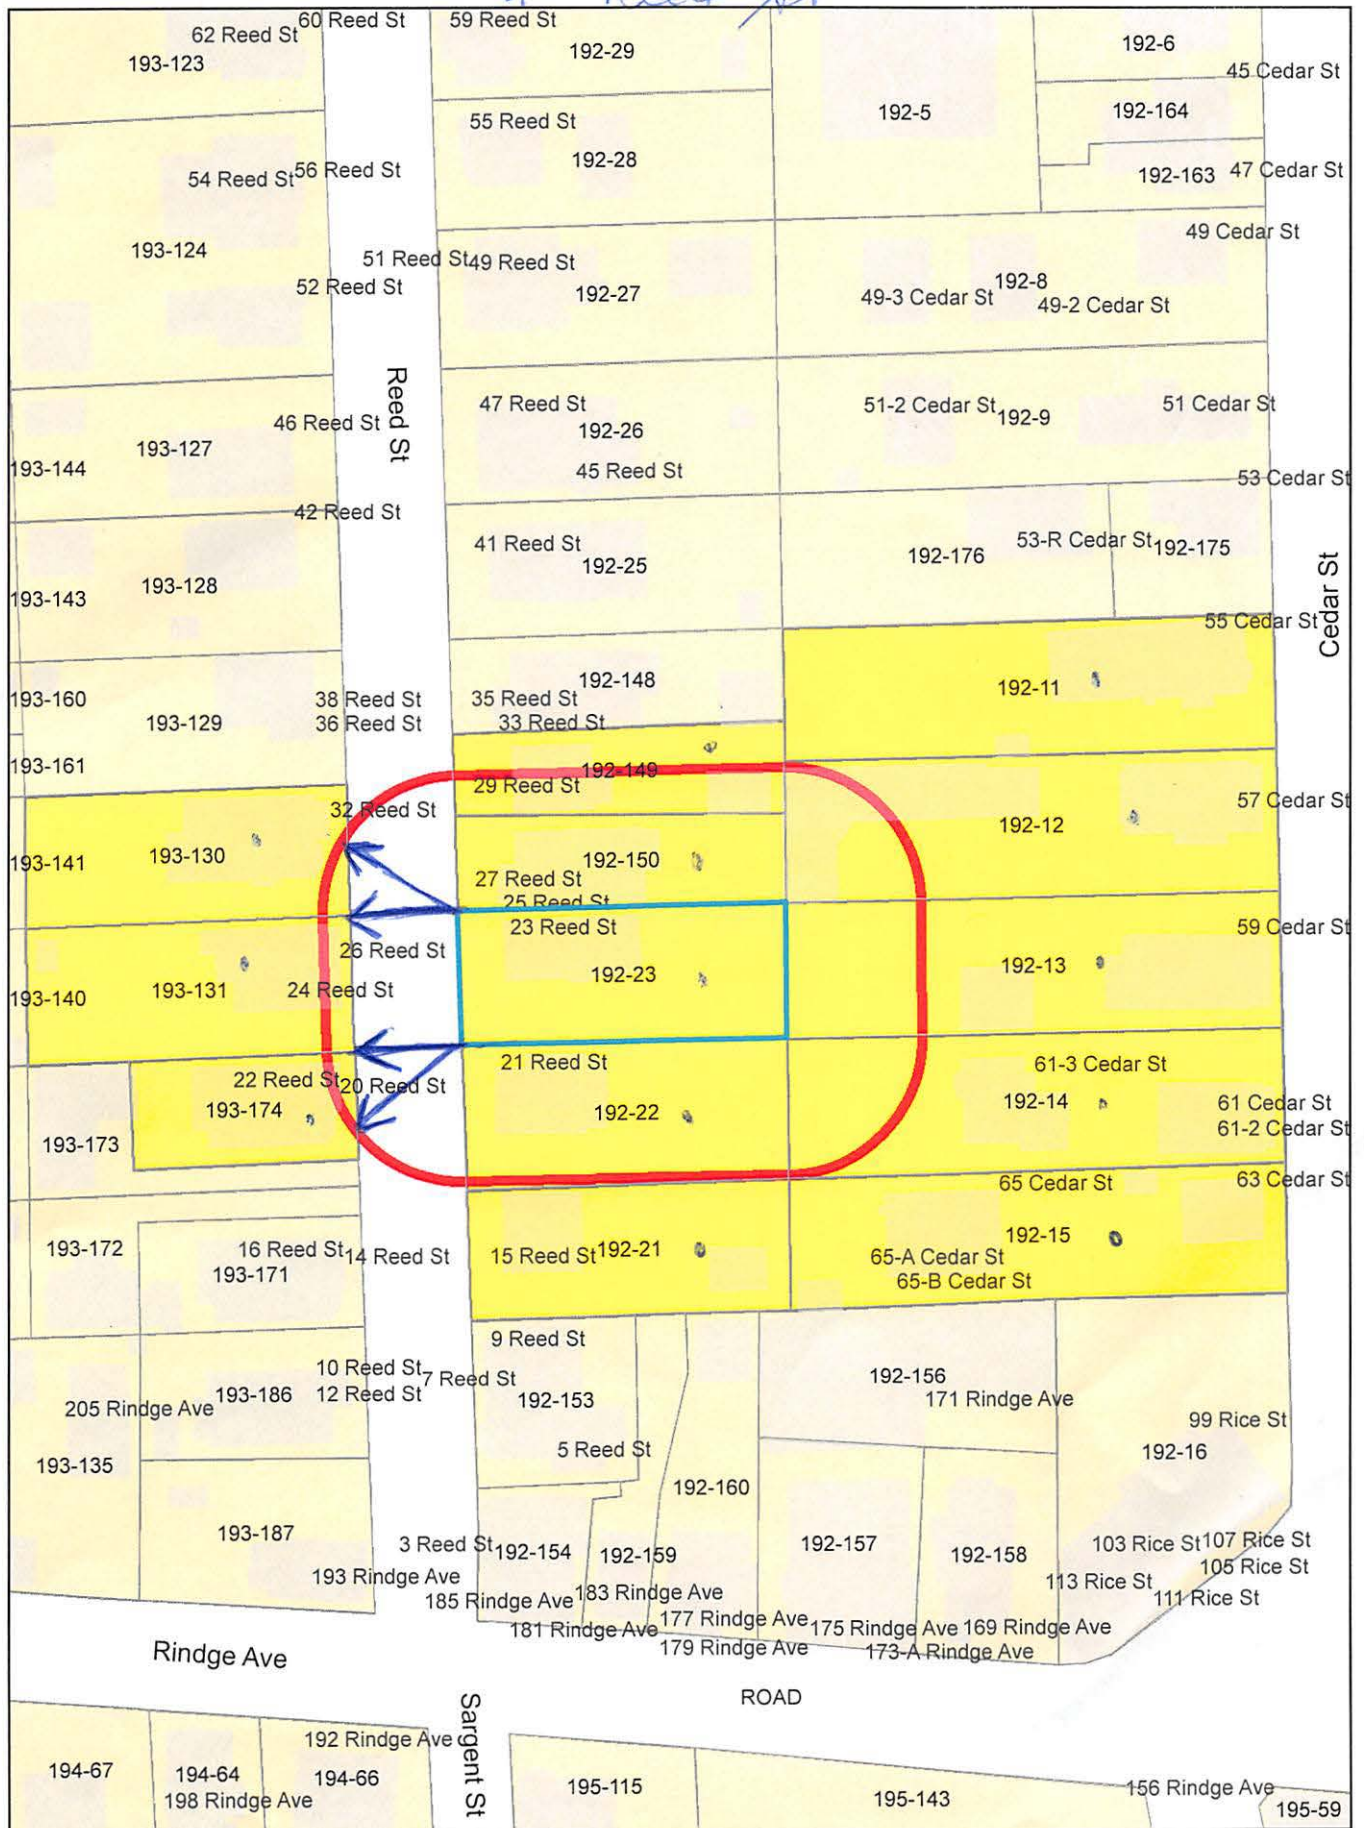 Reed St
60 Reed St
59 Reed St
62 Reed St
193-123
192-29
192-6
45 Cedar St
192-5
192-164
55 Reed St
192-28
56 Reed St
54 Reed St
192-163
47 Cedar St
49 Cedar St
193-124
51 Reed St
49 Reed St
52 Reed St
192-27
192-8
49-3 Cedar St
49-2 Cedar St
Reed St
47 Reed St
51-2 Cedar St
192-9
51 Cedar St
46 Reed St
192-26
193-127
193-144
45 Reed St
53 Cedar St
42 Reed St
41 Reed St
53-R Cedar St
192-175
192-176
192-25
193-128
193-143
Cedar St
55 Cedar St
192-148
192-11
193-160
38 Reed St
35 Reed St
193-129
36 Reed St
33 Reed St
193-161
192-149
29 Reed St
32 Reed St
57 Cedar St
192-12
193-141
193-130
192-150
27 Reed St
25 Reed St
23 Reed St
59 Cedar St
26 Reed St
192-23
192-13
193-140
193-131
24 Reed St
21 Reed St
61-3 Cedar St
22 Reed St
20 Reed St
193-174
192-22
192-14
61 Cedar St
61-2 Cedar St
193-173
65 Cedar St
63 Cedar St
193-172
16 Reed St
14 Reed St
15 Reed St
192-21
192-15
65-A Cedar St
193-171
65-B Cedar St
9 Reed St
10 Reed St
7 Reed St
192-156
193-186
12 Reed St
192-153
171 Rindge Ave
205 Rindge Ave
99 Rice St
5 Reed St
192-16
193-135
192-160
193-187
3 Reed St
192-154
192-159
192-157
192-158
103 Rice St
107 Rice St
105 Rice St
193 Rindge Ave
113 Rice St
111 Rice St
185 Rindge Ave
183 Rindge Ave
177 Rindge Ave
181 Rindge Ave
175 Rindge Ave
169 Rindge Ave
179 Rindge Ave
173-A Rindge Ave
Rindge Ave
ROAD
Sargent St
192 Rindge Ave
194-67
194-64
194-66
195-115
195-143
156 Rindge Ave
198 Rindge Ave
195-59